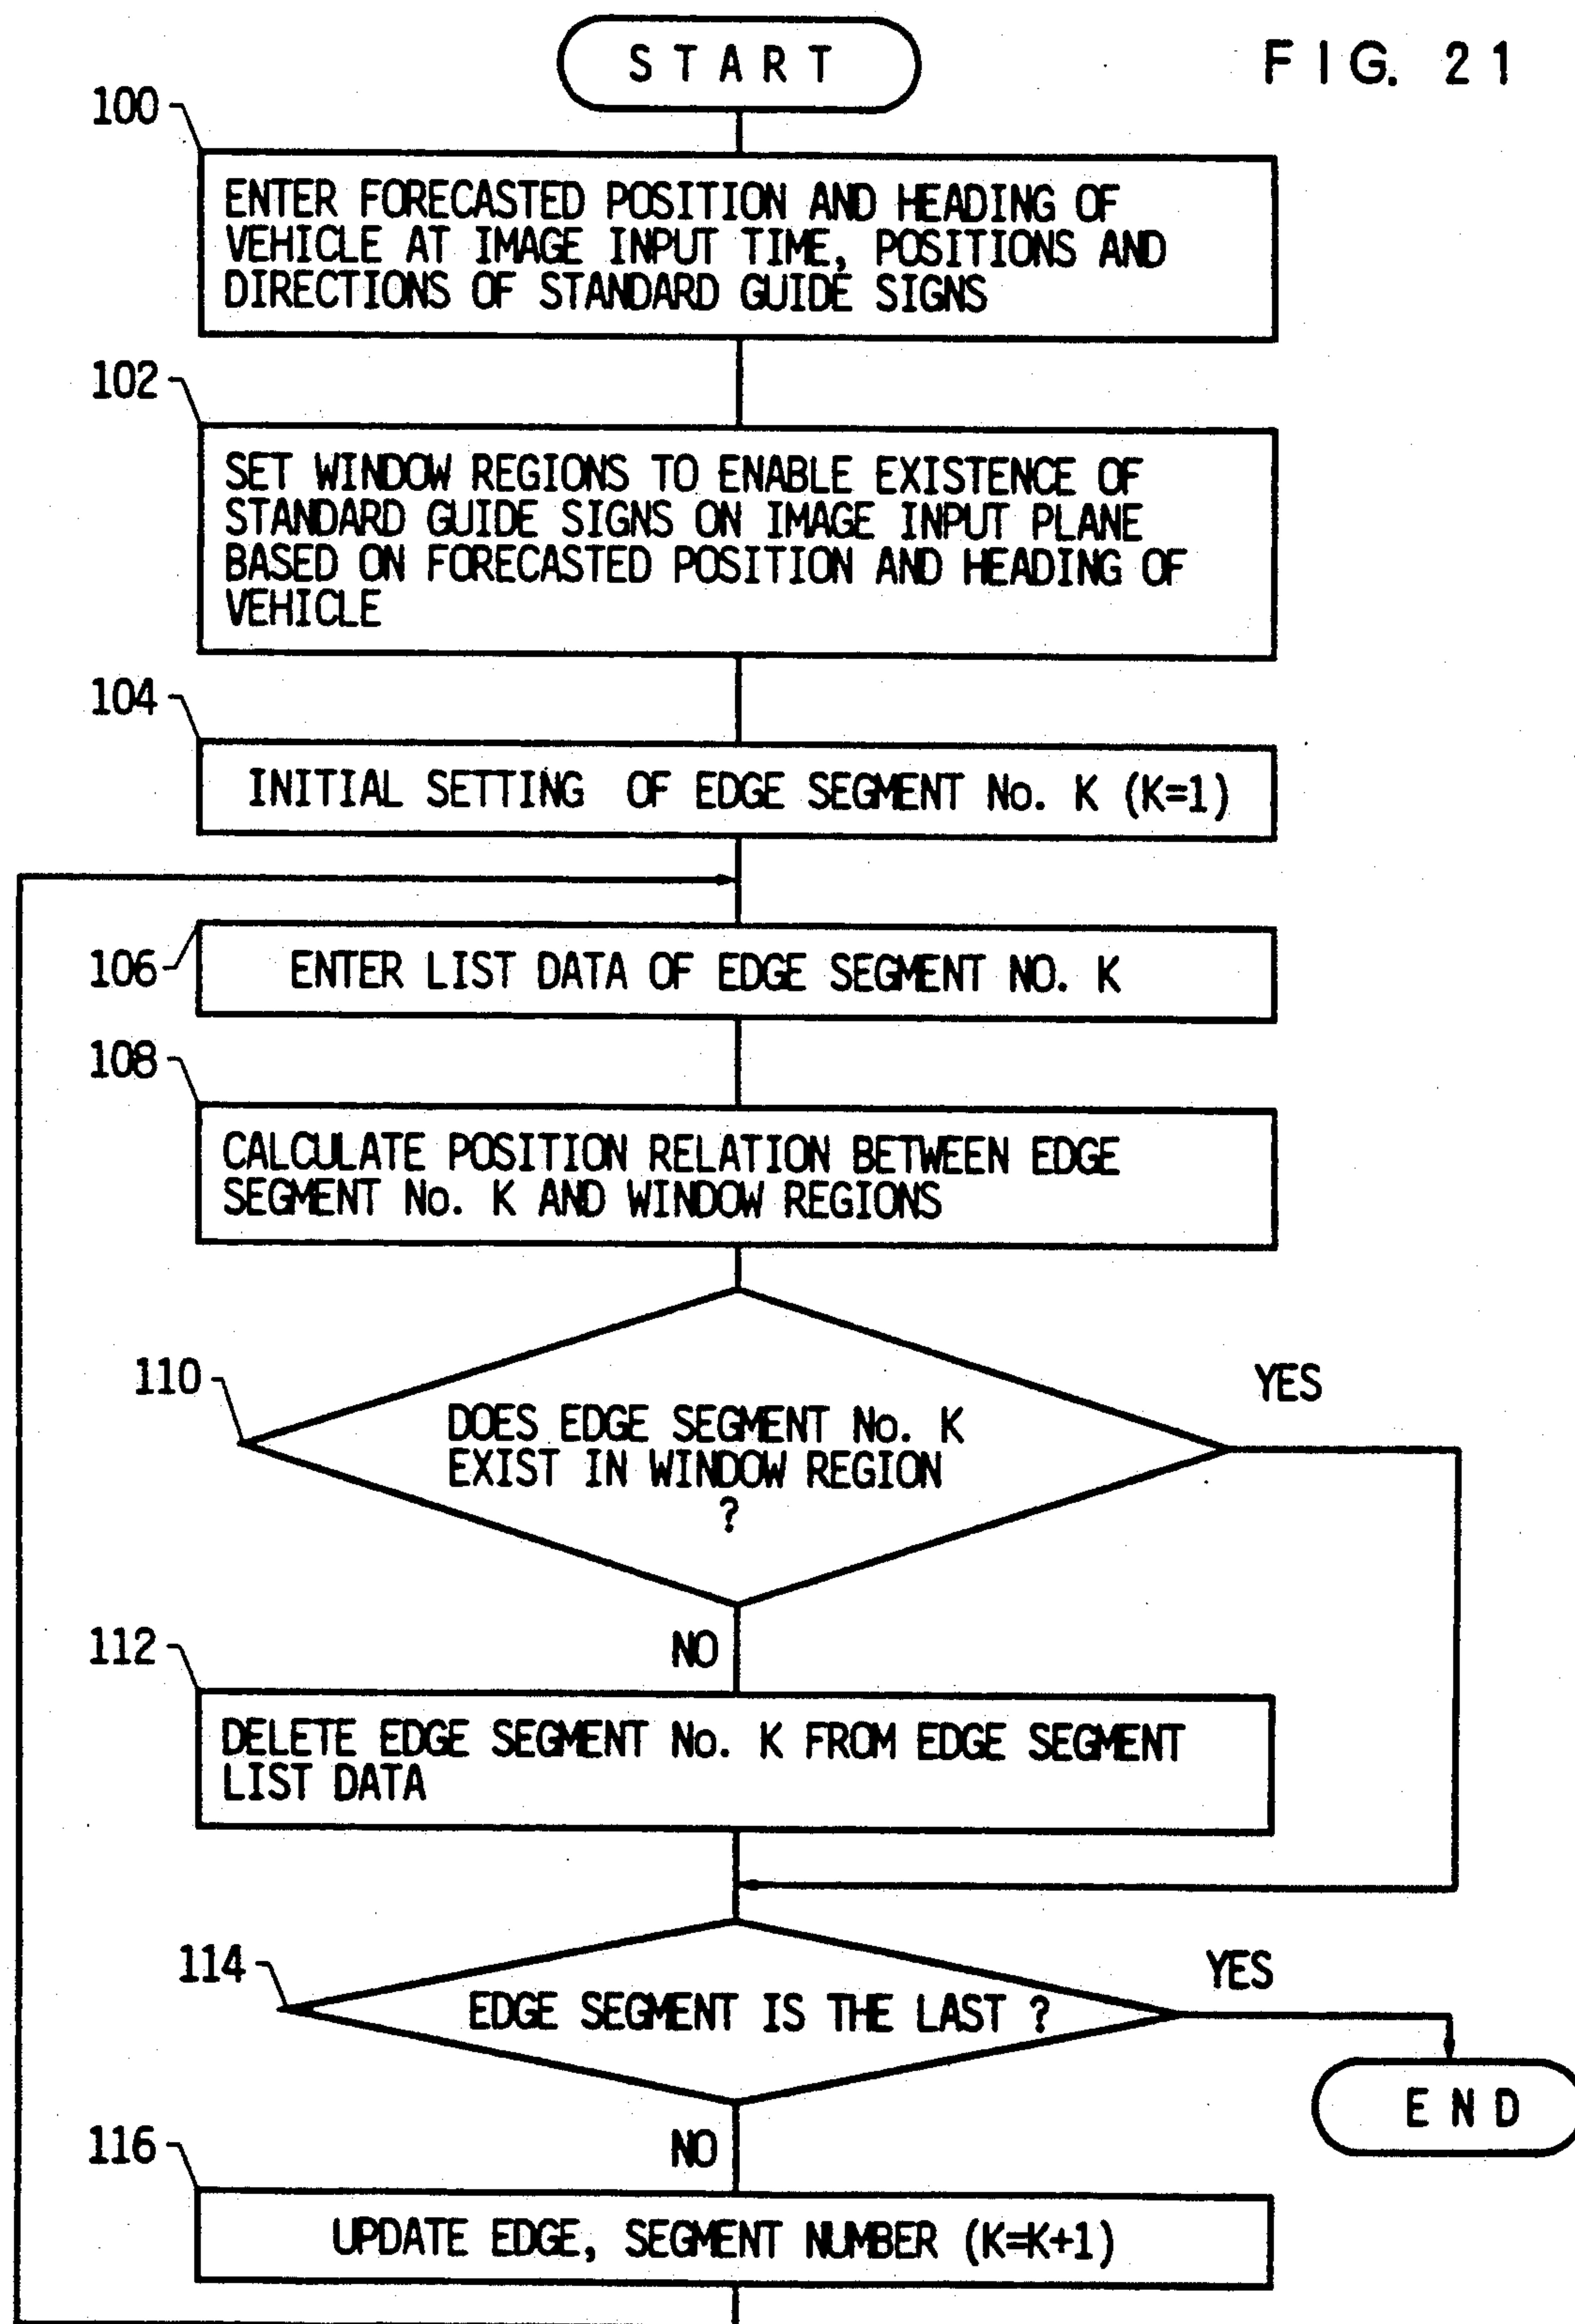 START
FIG. 21
100
ENTER FORECASTED POSITION AND HEADING OF
VEHICLE AT IMAGE INPUT TIME, POSITIONS AND
DIRECTIONS OF STANDARD GUIDE SIGNS
102
SET WINDOW REGIONS TO ENABLE EXISTENCE OF
STANDARD GUIDE SIGNS ON IMAGE INPUT PLANE
BASED ON FORECASTED POSITION AND HEADING OF
VEHICLE
104
INITIAL SETTING OF EDGE SEGMENT No. K (K=1)
106
ENTER LIST DATA OF EDGE SEGMENT NO. K
108
CALCULATE POSITION RELATION BETWEEN EDGE
SEGMENT No. K AND WINDOW REGIONS
110
YES
DOES EDGE SEGMENT No. K
EXIST IN WINDOW REGION
?
NO
112
DELETE EDGE SEGMENT No. K FROM EDGE SEGMENT
LIST DATA
114
YES
EDGE SEGMENT IS THE LAST ?
END
NO
116
UPDATE EDGE, SEGMENT NUMBER (K=K+1)